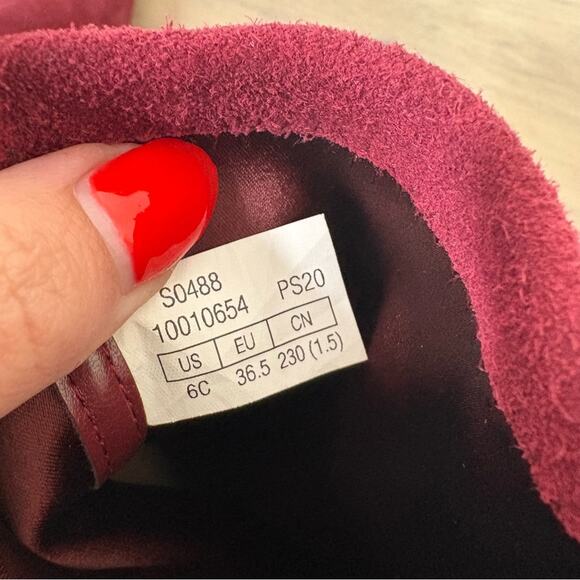 S0488 PS20
10010654
US EU CN
6C 36.5 230 (1.5)